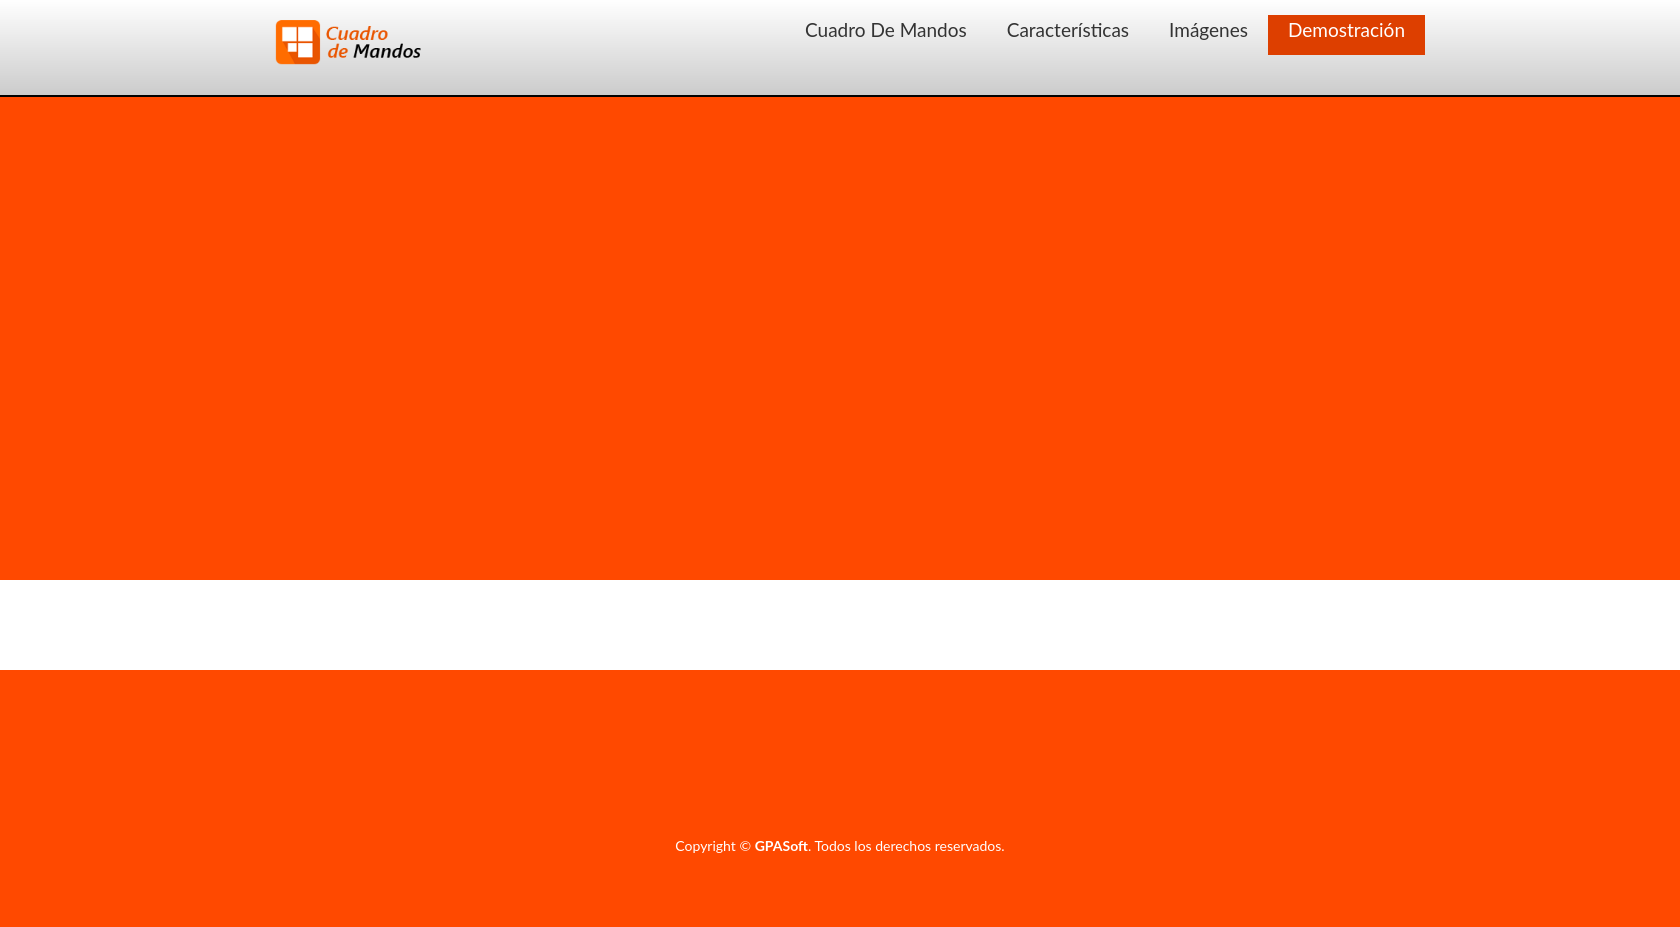 Cuadro
de Mandos
Cuadro De Mandos Características Imágenes Demostración
Copyright © GPASoft. Todos los derechos reservados.